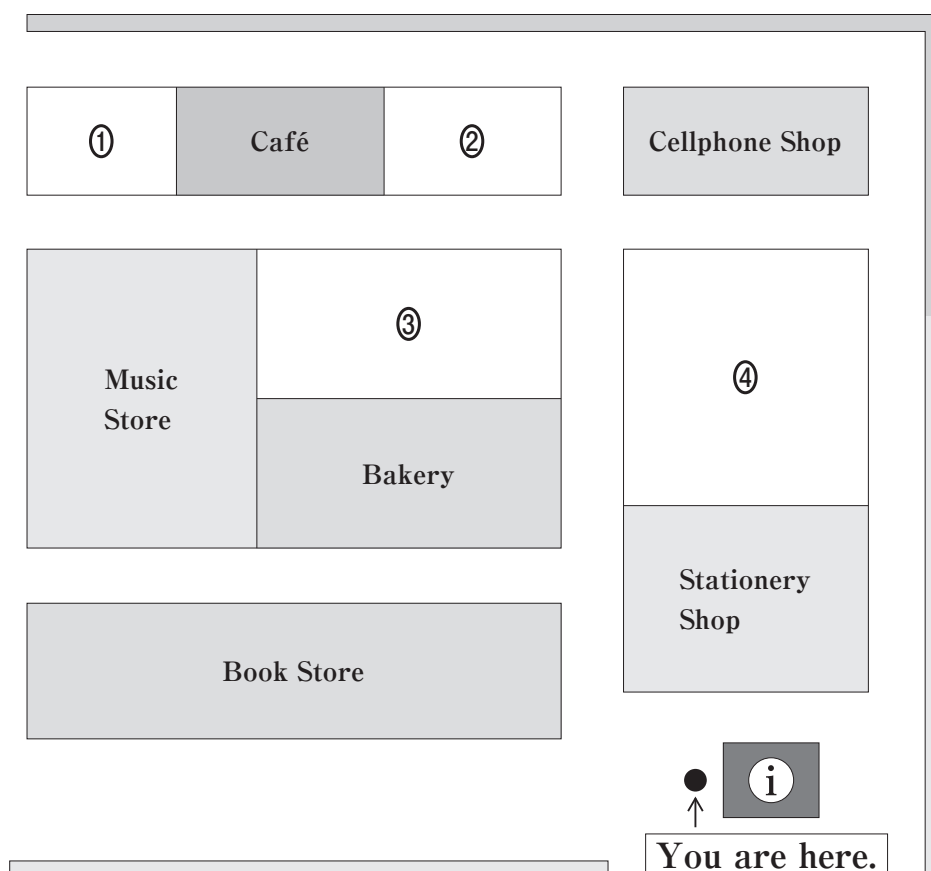 ① Café ② Cellphone Shop
③
④
Music
Store
Bakery
Stationery
Shop
Book Store
i
You are here.